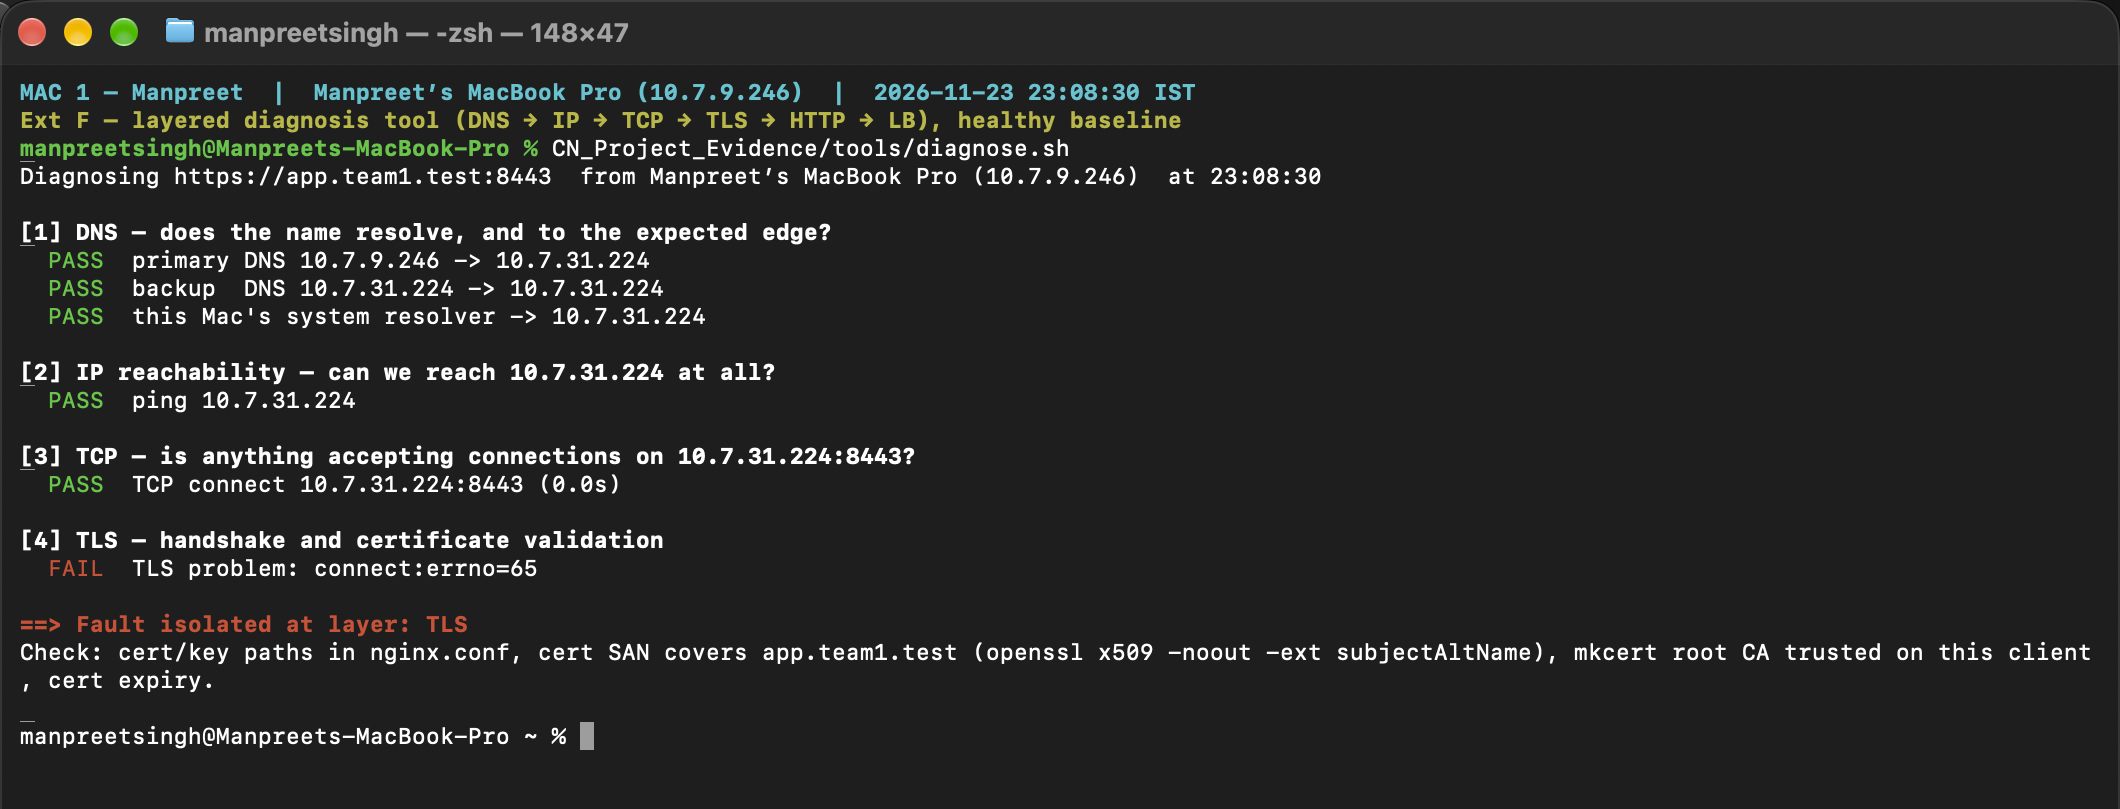 manpreetsingh — -zsh — 148×47
MAC 1 — Manpreet  |  Manpreet’s MacBook Pro (10.7.9.246)  |  2026-11-23 23:08:30 IST
Ext F — layered diagnosis tool (DNS → IP → TCP → TLS → HTTP → LB), healthy baseline
manpreetsingh@Manpreets-MacBook-Pro % CN_Project_Evidence/tools/diagnose.sh
Diagnosing https://app.team1.test:8443  from Manpreet’s MacBook Pro (10.7.9.246)  at 23:08:30
[1] DNS — does the name resolve, and to the expected edge?
PASS  primary DNS 10.7.9.246 -> 10.7.31.224
PASS  backup  DNS 10.7.31.224 -> 10.7.31.224
PASS  this Mac's system resolver -> 10.7.31.224
[2] IP reachability — can we reach 10.7.31.224 at all?
PASS  ping 10.7.31.224
[3] TCP — is anything accepting connections on 10.7.31.224:8443?
PASS  TCP connect 10.7.31.224:8443 (0.0s)
[4] TLS — handshake and certificate validation
FAIL  TLS problem: connect:errno=65
==> Fault isolated at layer: TLS
Check: cert/key paths in nginx.conf, cert SAN covers app.team1.test (openssl x509 -noout -ext subjectAltName), mkcert root CA trusted on this client
, cert expiry.
manpreetsingh@Manpreets-MacBook-Pro ~ %